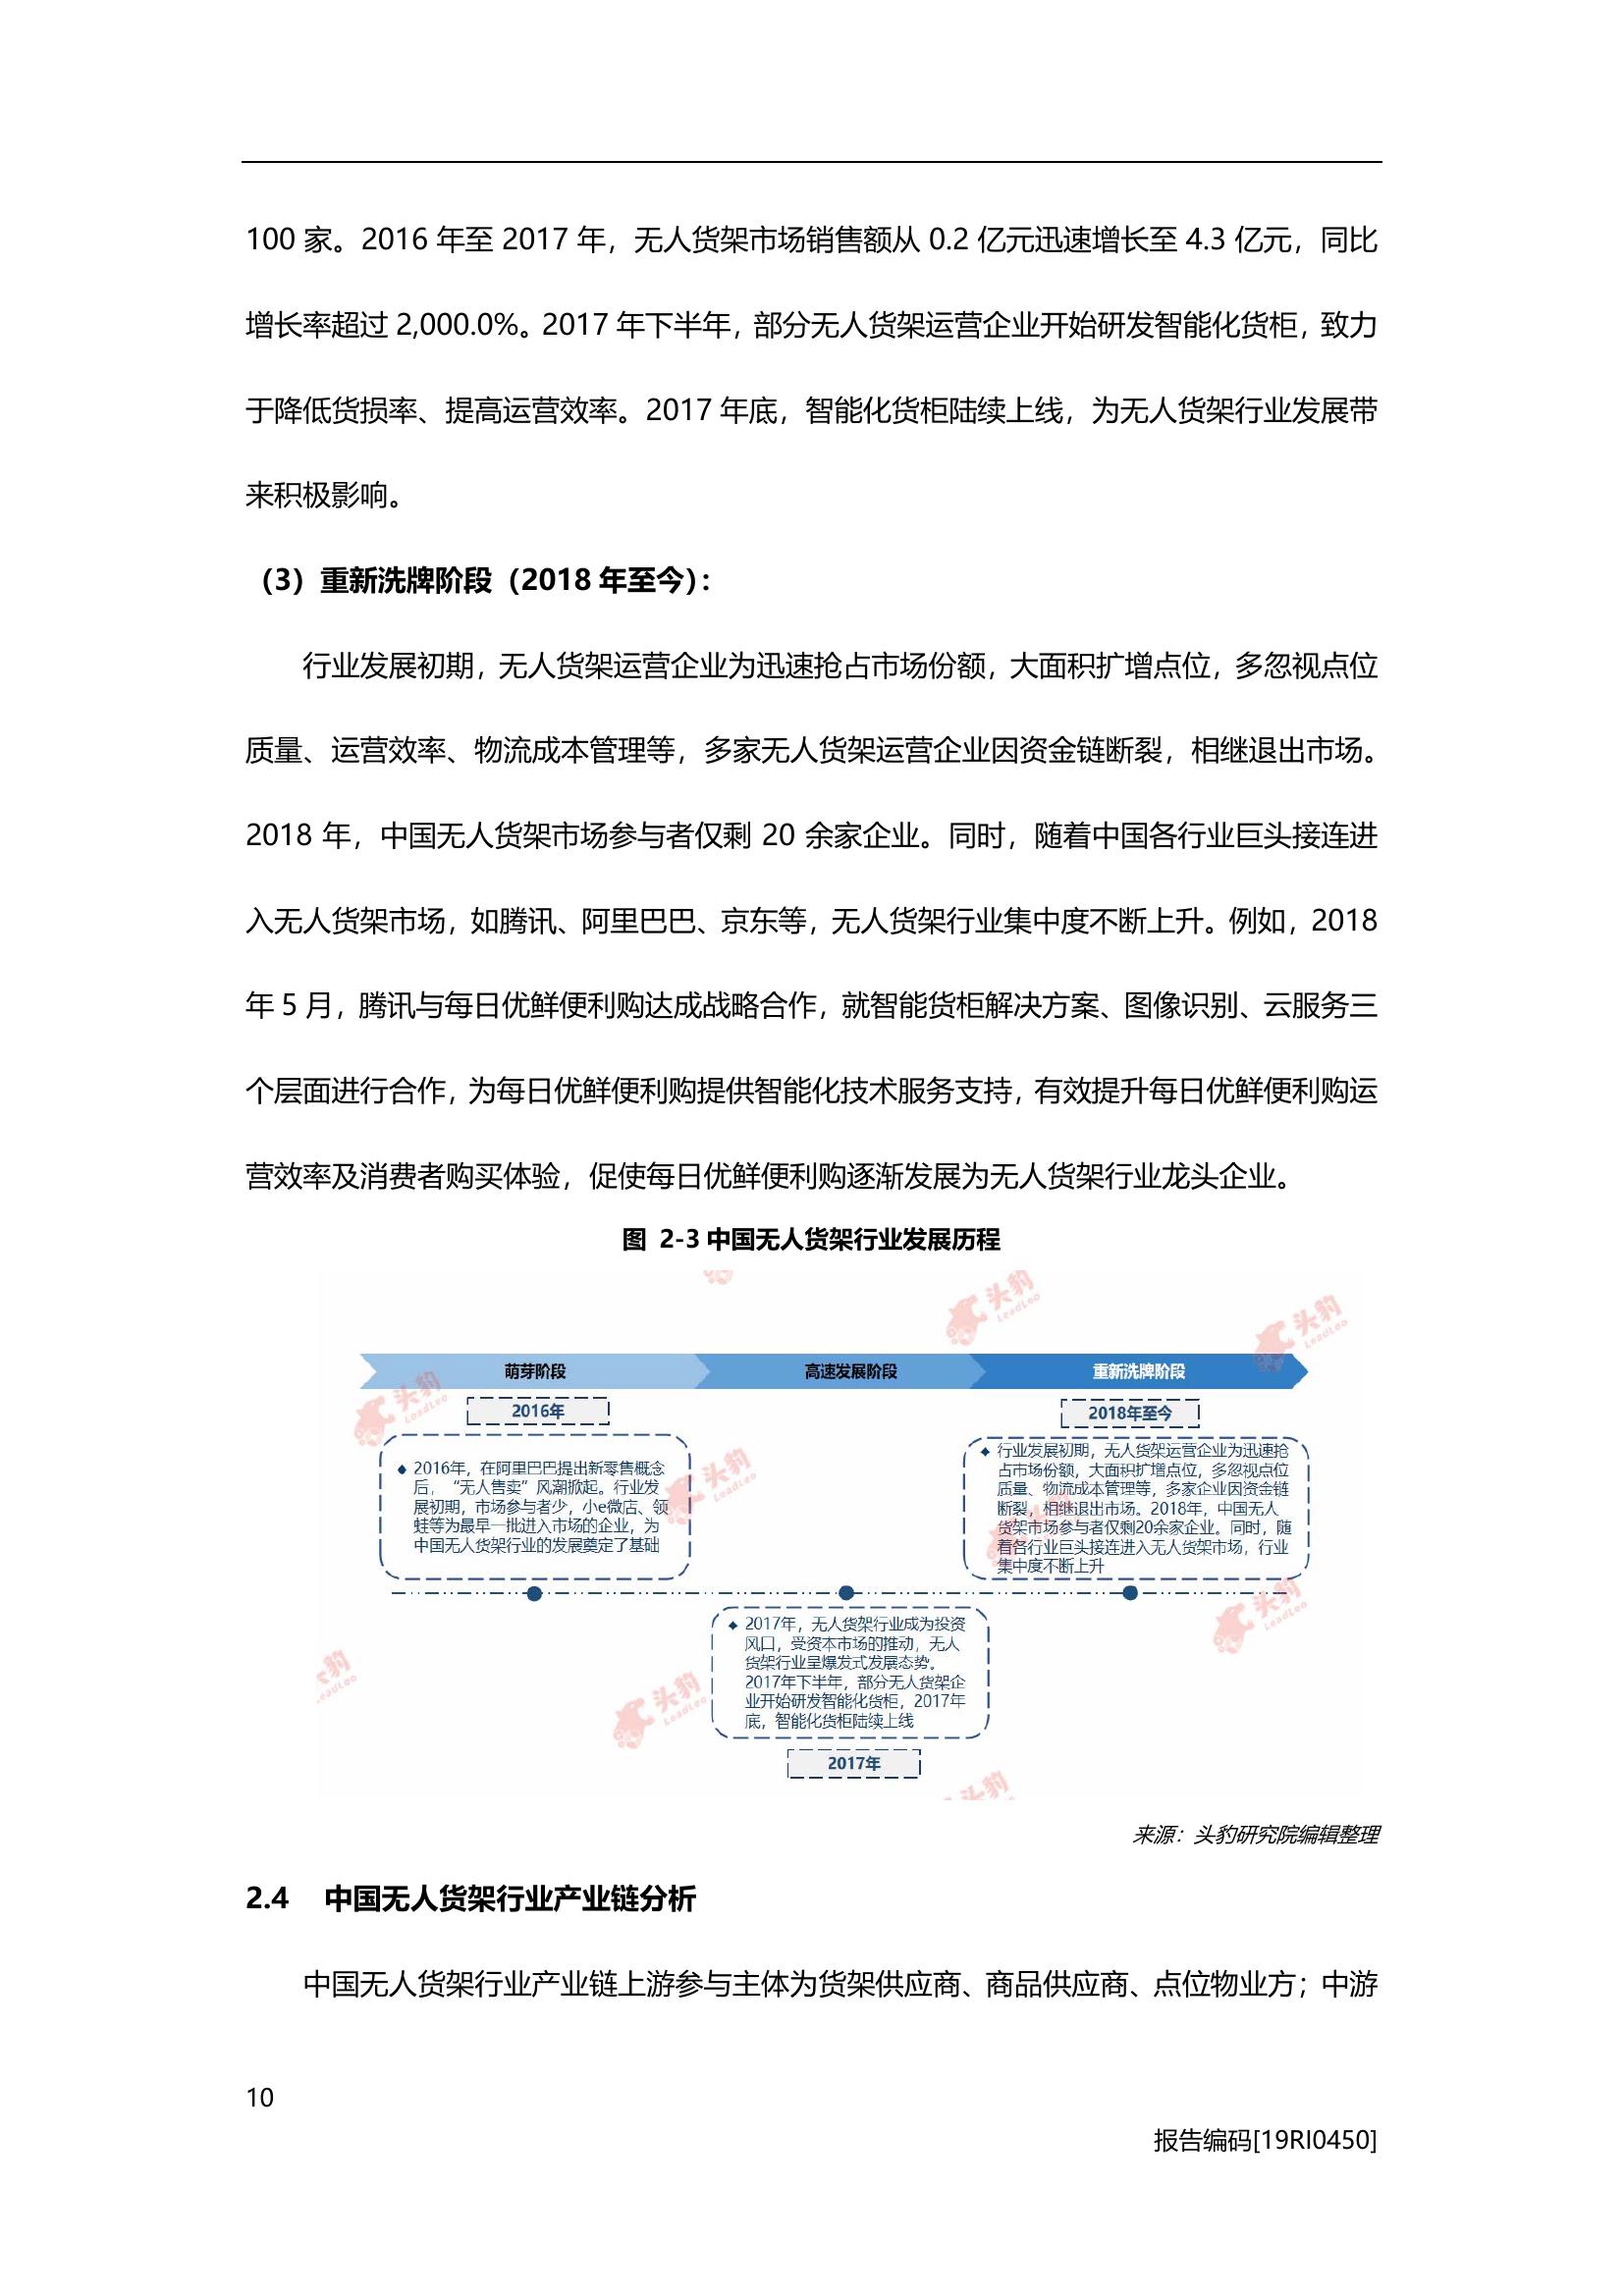 100 家。2016 年至 2017 年，无人货架市场销售额从 0.2 亿元迅速增长至 4.3 亿元，同比
增长率超过 2,000.0%。2017 年下半年，部分无人货架运营企业开始研发智能化货柜，致力
于降低货损率、提高运营效率。2017 年底，智能化货柜陆续上线，为无人货架行业发展带
来积极影响。
（3）重新洗牌阶段（2018 年至今）：
行业发展初期，无人货架运营企业为迅速抢占市场份额，大面积扩增点位，多忽视点位
质量、运营效率、物流成本管理等，多家无人货架运营企业因资金链断裂，相继退出市场。
2018 年，中国无人货架市场参与者仅剩 20 余家企业。同时，随着中国各行业巨头接连进
入无人货架市场，如腾讯、阿里巴巴、京东等，无人货架行业集中度不断上升。例如，2018
年 5 月，腾讯与每日优鲜便利购达成战略合作，就智能货柜解决方案、图像识别、云服务三
个层面进行合作，为每日优鲜便利购提供智能化技术服务支持，有效提升每日优鲜便利购运
营效率及消费者购买体验，促使每日优鲜便利购逐渐发展为无人货架行业龙头企业。
图 2-3 中国无人货架行业发展历程
萌芽阶段
高速发展阶段
重新洗牌阶段
2016年
◆ 2016年，在阿里巴巴提出新零售概念
后，“无人售卖”风潮掀起。行业发
展初期，市场参与者少，小e微店、领
蛙等为最早一批进入市场的企业，为
中国无人货架行业的发展奠定了基础
2018年至今
◆ 行业发展初期，无人货架运营企业为迅速抢
占市场份额，大面积扩增点位，多忽视点位
质量、物流成本管理等，多家企业因资金链
断裂，相继退出市场。2018年，中国无人
货架市场参与者仅剩20余家企业。同时，随
着各行业巨头接连进入无人货架市场，行业
集中度不断上升
◆ 2017年，无人货架行业成为投资
风口，受资本市场的推动，无人
货架行业呈爆发式发展态势。
2017年下半年，部分无人货架企
业开始研发智能化货柜，2017年
底，智能化货柜陆续上线
2017年
头豹
LeadLeo
头豹
LeadLeo
头豹
LeadLeo
头豹
LeadLeo
头豹
LeadLeo
头豹
LeadLeo
来源：头豹研究院编辑整理
2.4 中国无人货架行业产业链分析
中国无人货架行业产业链上游参与主体为货架供应商、商品供应商、点位物业方；中游
10
报告编码[19RI0450]